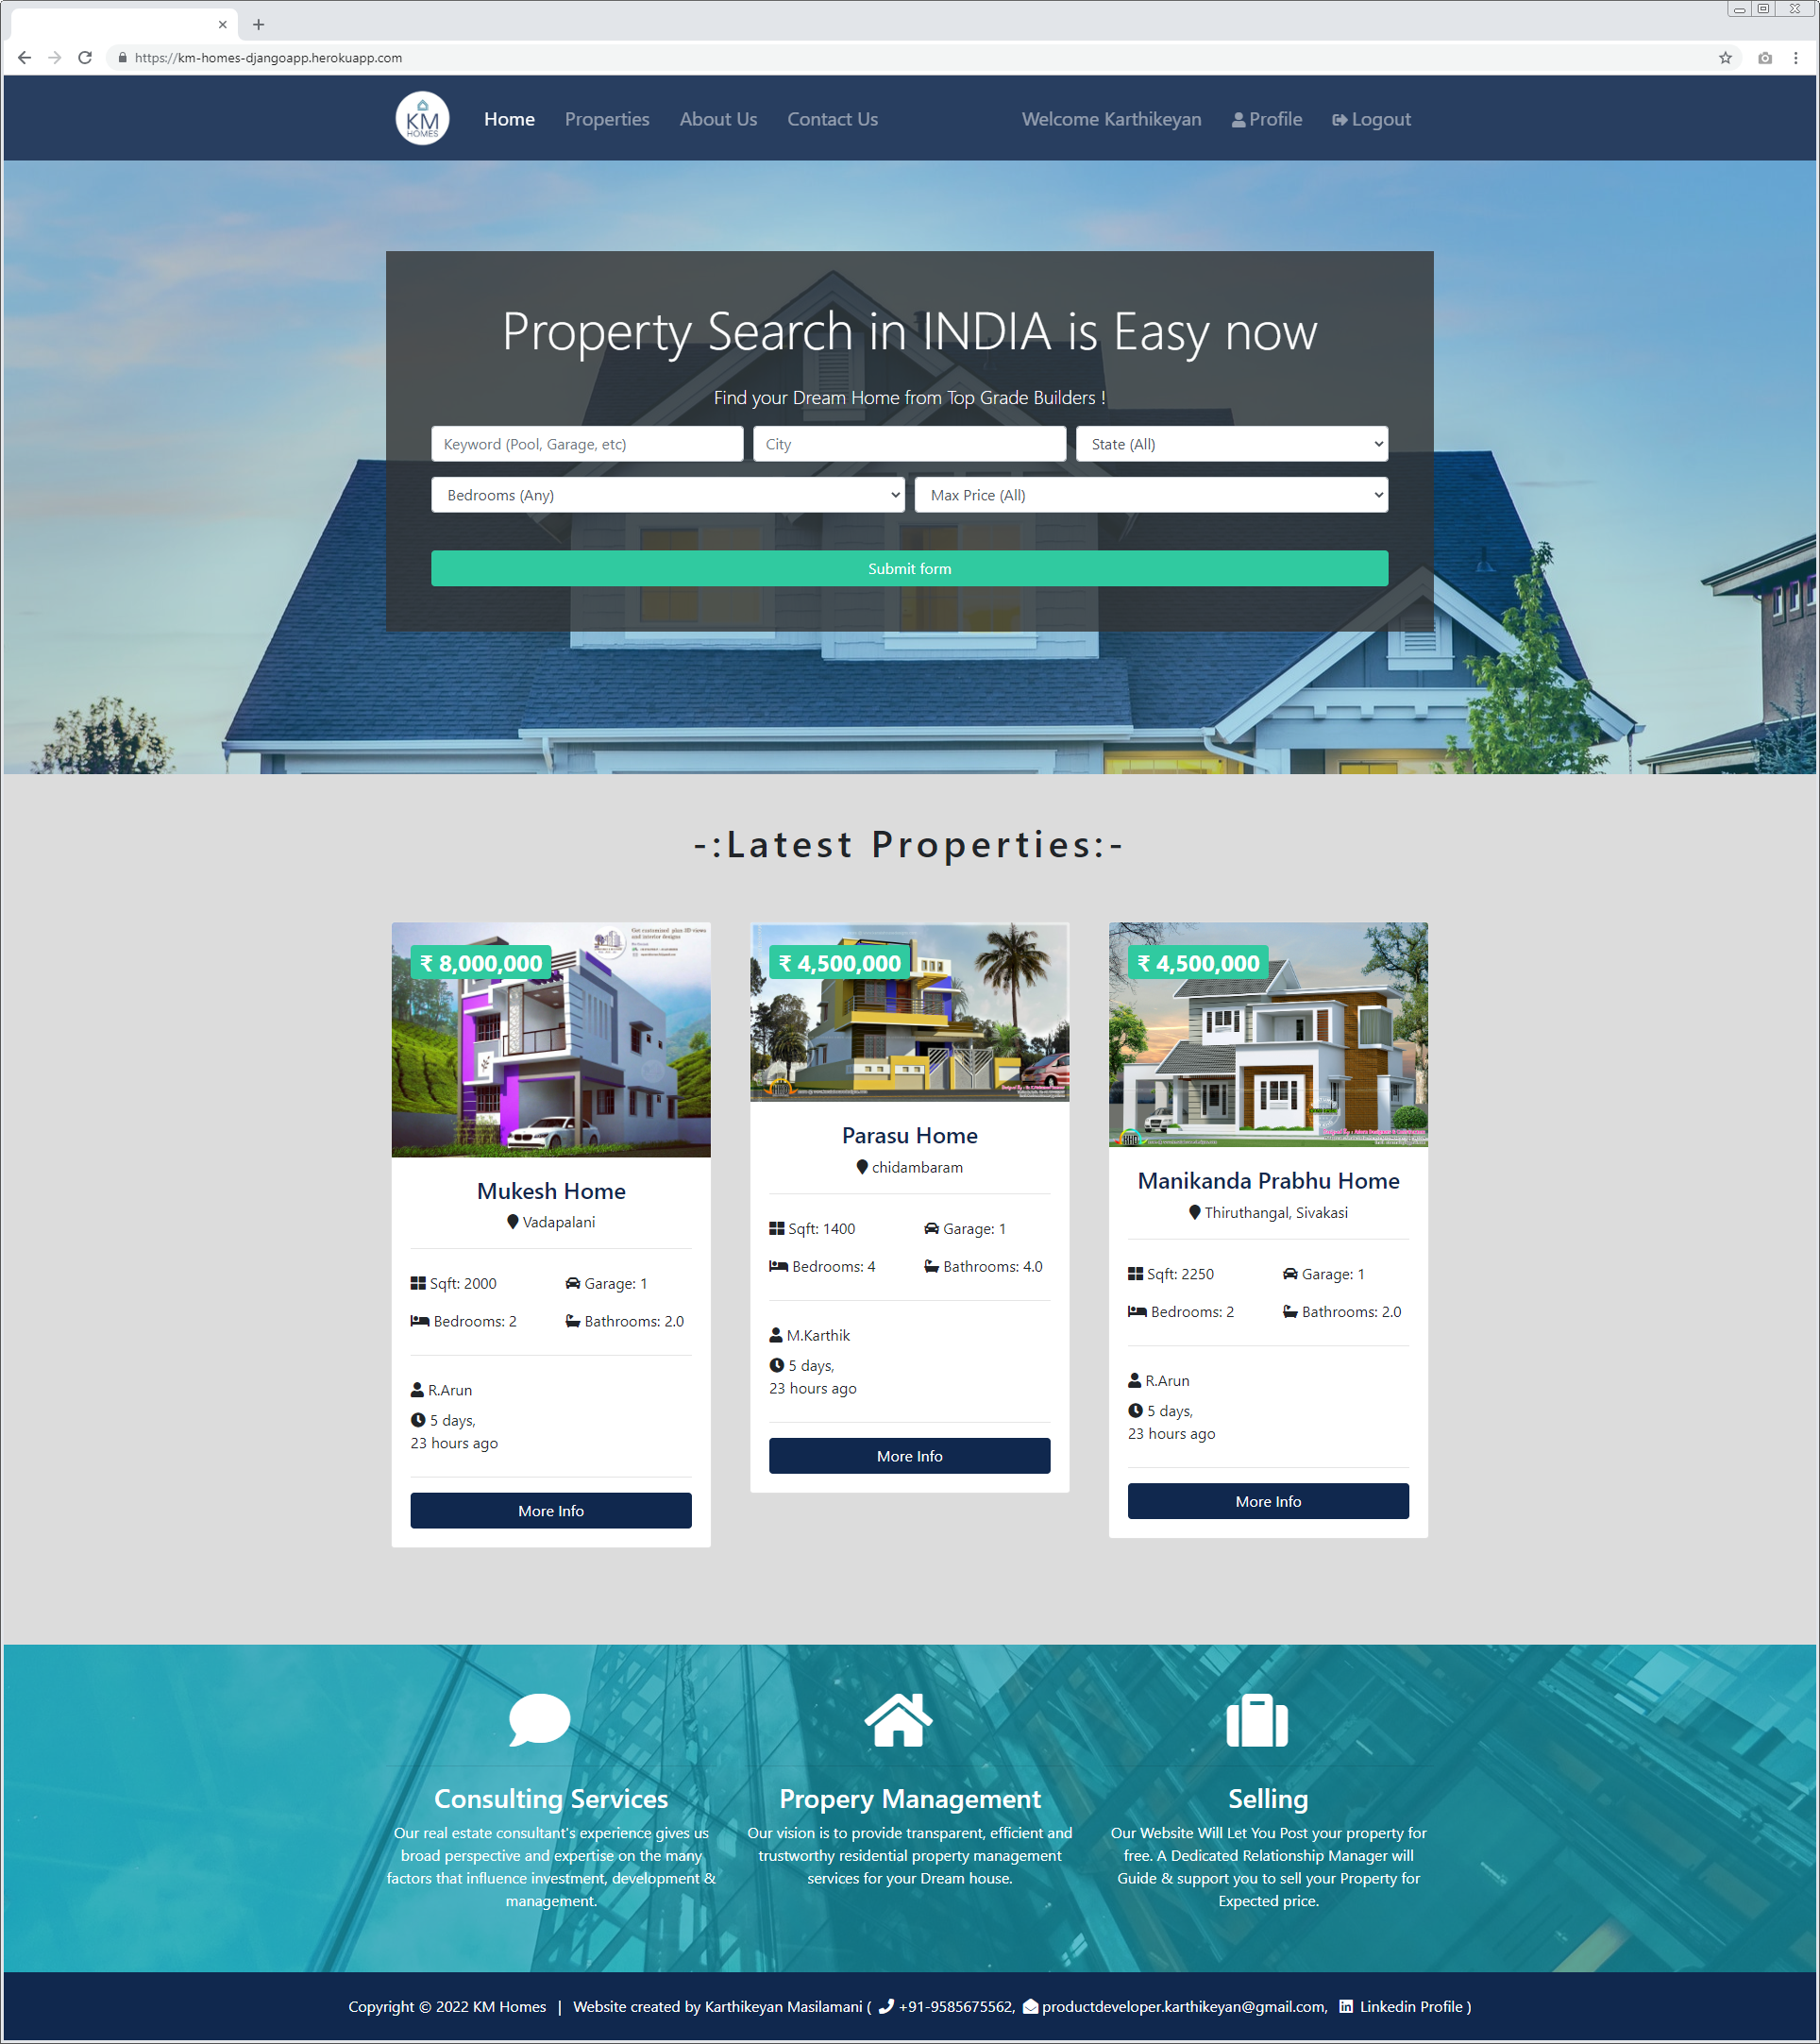 https://km-homes-djangoapp.herokuapp.com
KM
HOMES
Home Properties About Us Contact Us Welcome Karthikeyan Profile Logout
Property Search in INDIA is Easy now
Find your Dream Home from Top Grade Builders !
Keyword (Pool, Garage, etc) City State (All)
Bedrooms (Any) Max Price (All)
Submit form
-:Latest Properties:-
Get customized plan 3D views
and interior designs
₹ 8,000,000
Mukesh Home
Vadapalani
Sqft: 2000 Garage: 1
Bedrooms: 2 Bathrooms: 2.0
R.Arun
5 days,
23 hours ago
More Info
₹ 4,500,000
Parasu Home
chidambaram
Sqft: 1400 Garage: 1
Bedrooms: 4 Bathrooms: 4.0
M.Karthik
5 days,
23 hours ago
More Info
₹ 4,500,000
Manikanda Prabhu Home
Thiruthangal, Sivakasi
Sqft: 2250 Garage: 1
Bedrooms: 2 Bathrooms: 2.0
R.Arun
5 days,
23 hours ago
More Info
Consulting Services
Our real estate consultant's experience gives us
broad perspective and expertise on the many
factors that influence investment, development &
management.
Propery Management
Our vision is to provide transparent, efficient and
trustworthy residential property management
services for your Dream house.
Selling
Our Website Will Let You Post your property for
free. A Dedicated Relationship Manager will
Guide & support you to sell your Property for
Expected price.
Copyright © 2022 KM Homes | Website created by Karthikeyan Masilamani ( +91-9585675562, productdeveloper.karthikeyan@gmail.com, Linkedin Profile )